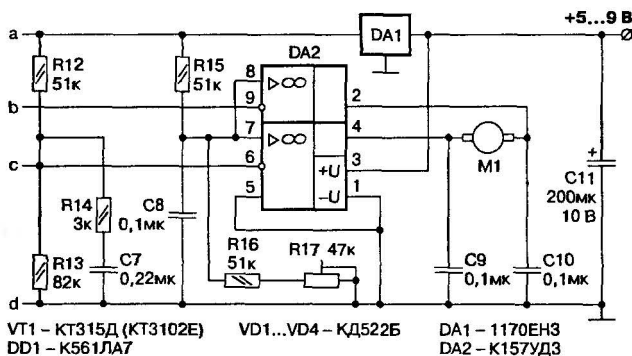 +5...9 В
a
DA1
DA2
R12
51к
R15
51к
8
▷∞
2
b
9
7
▷∞
4
c
6
+U
3
M1
5
-U
1
C11
200мк
10 В
R14
3к
C8
0,1мк
R16
51к
R17 47к
C9
0,1мк
C10
0,1мк
R13
82к
C7
0,22мк
d
VT1 – КТ315Д (КТ3102Е)
VD1...VD4 – КД522Б
DA1 – 1170ЕН3
DD1 – К561ЛА7
DA2 – К157УД3